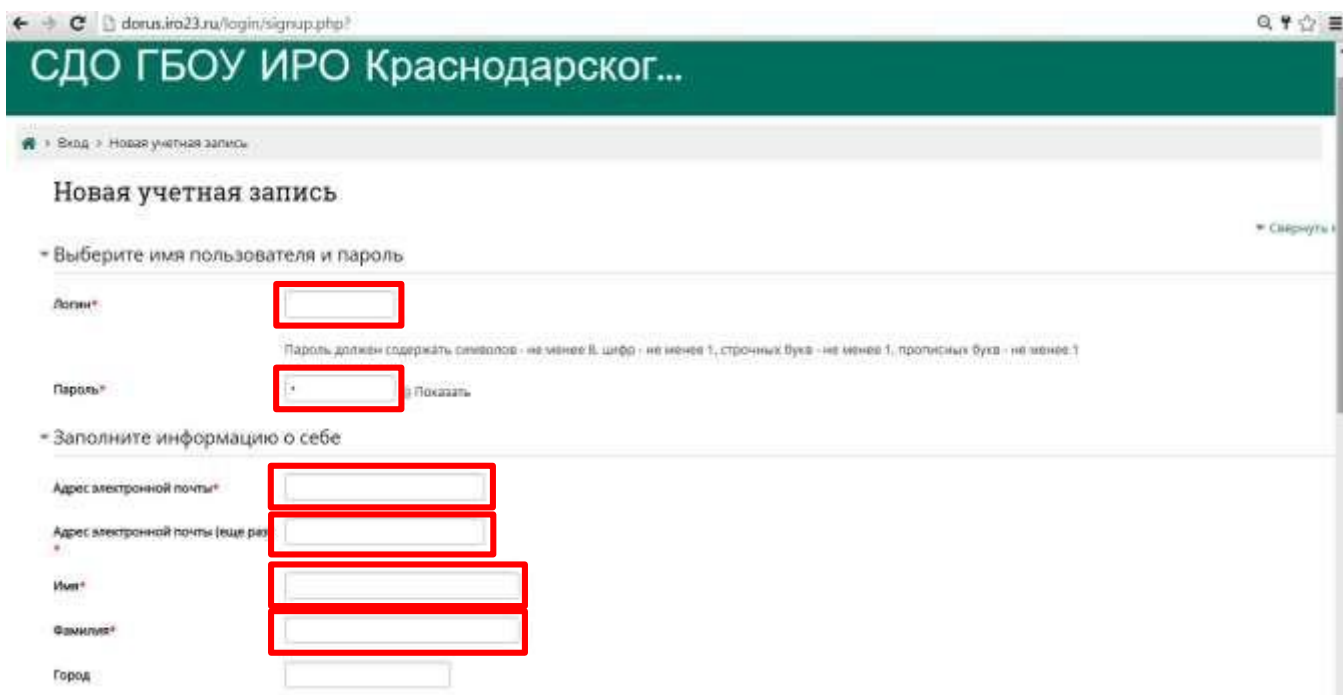 dorus.iro23.ru/login/signup.php?
СДО ГБОУ ИРО Краснодарског...
Вход > Новая учетная запись
Новая учетная запись
Свернуть
Выберите имя пользователя и пароль
Логин*
Пароль должен содержать символов - не менее 8, цифр - не менее 1, строчных букв - не менее 1, прописных букв - не менее 1
Пароль*
Показать
Заполните информацию о себе
Адрес электронной почты*
Адрес электронной почты (еще раз
*
Имя*
Фамилия*
Город